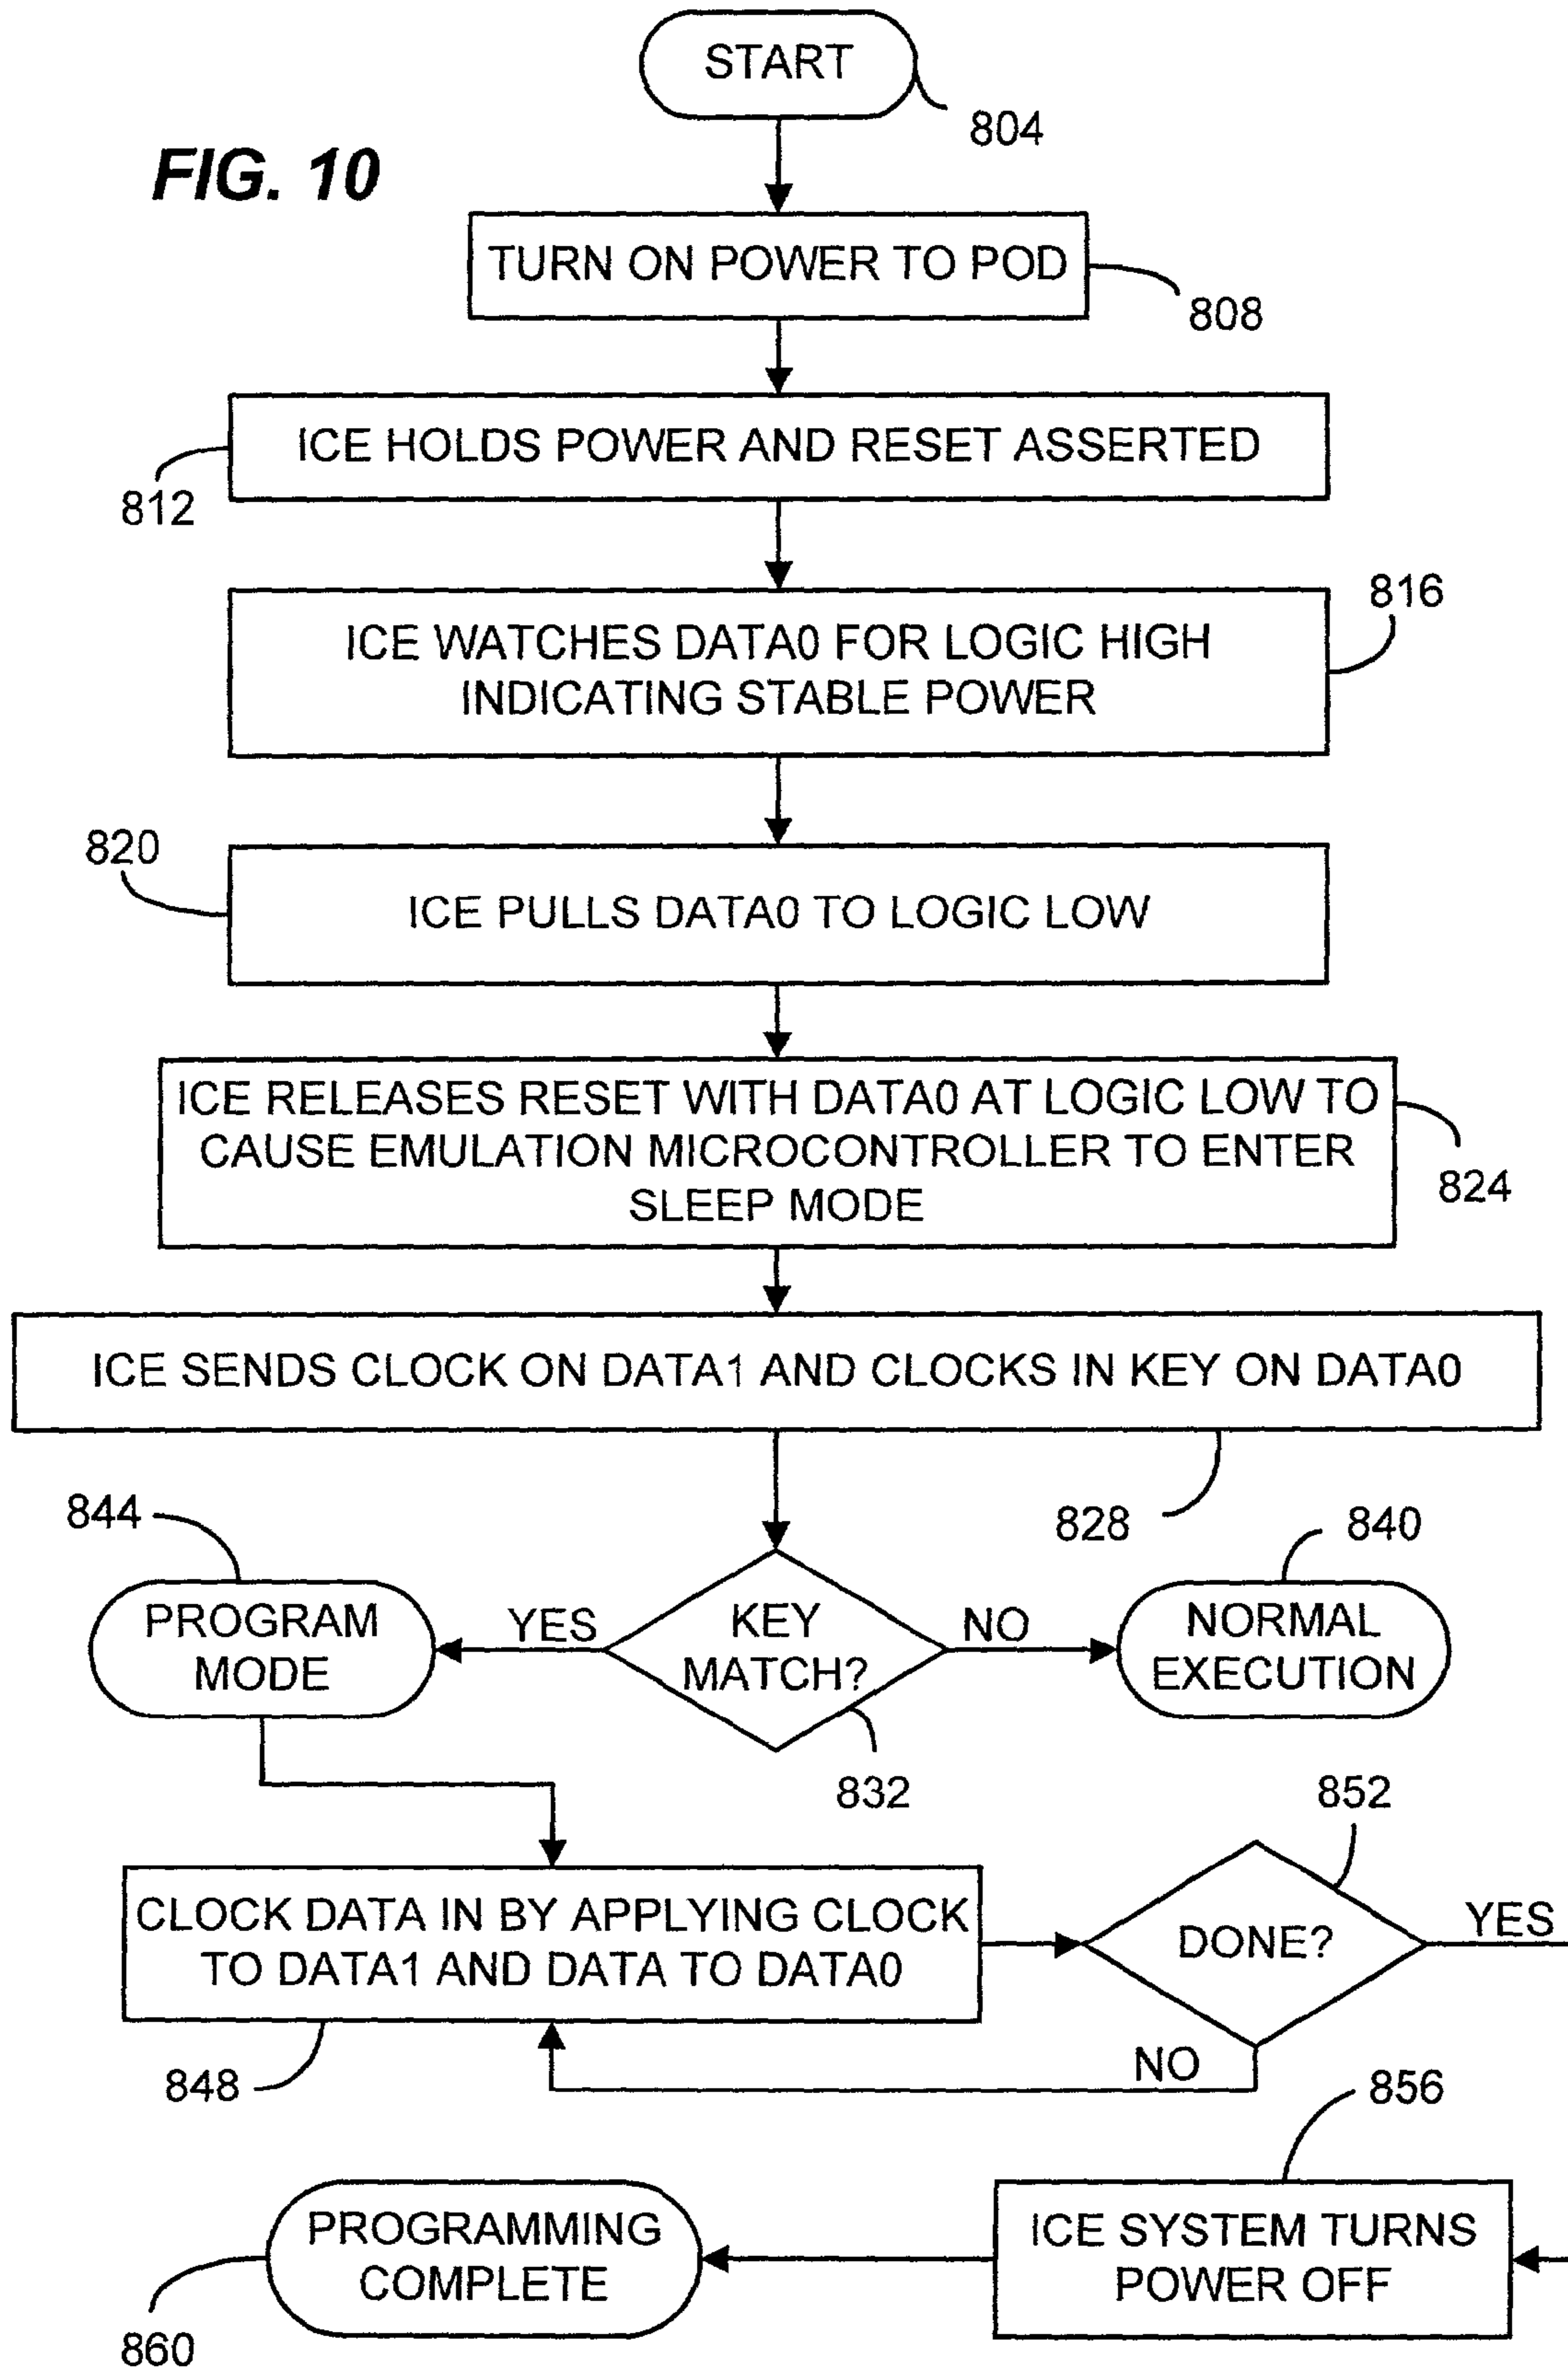 START
804
FIG. 10
TURN ON POWER TO POD
808
ICE HOLDS POWER AND RESET ASSERTED
812
816
ICE WATCHES DATA0 FOR LOGIC HIGH
INDICATING STABLE POWER
820
ICE PULLS DATA0 TO LOGIC LOW
ICE RELEASES RESET WITH DATA0 AT LOGIC LOW TO
CAUSE EMULATION MICROCONTROLLER TO ENTER
SLEEP MODE
824
ICE SENDS CLOCK ON DATA1 AND CLOCKS IN KEY ON DATA0
828
844
840
PROGRAM
MODE
YES
KEY
MATCH?
NO
NORMAL
EXECUTION
832
852
CLOCK DATA IN BY APPLYING CLOCK
TO DATA1 AND DATA TO DATA0
DONE?
YES
NO
848
856
PROGRAMMING
COMPLETE
ICE SYSTEM TURNS
POWER OFF
860